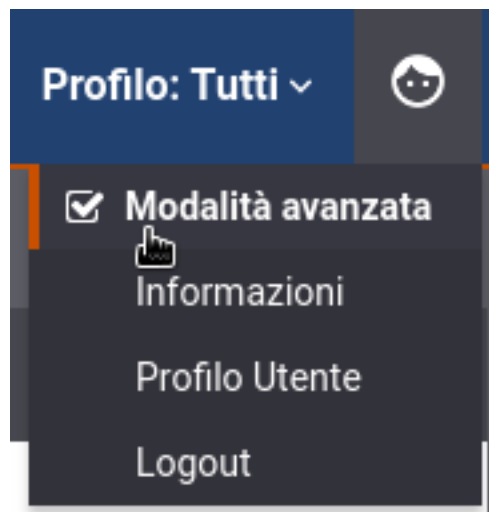 Profilo: Tutti
Modalità avanzata
Informazioni
Profilo Utente
Logout